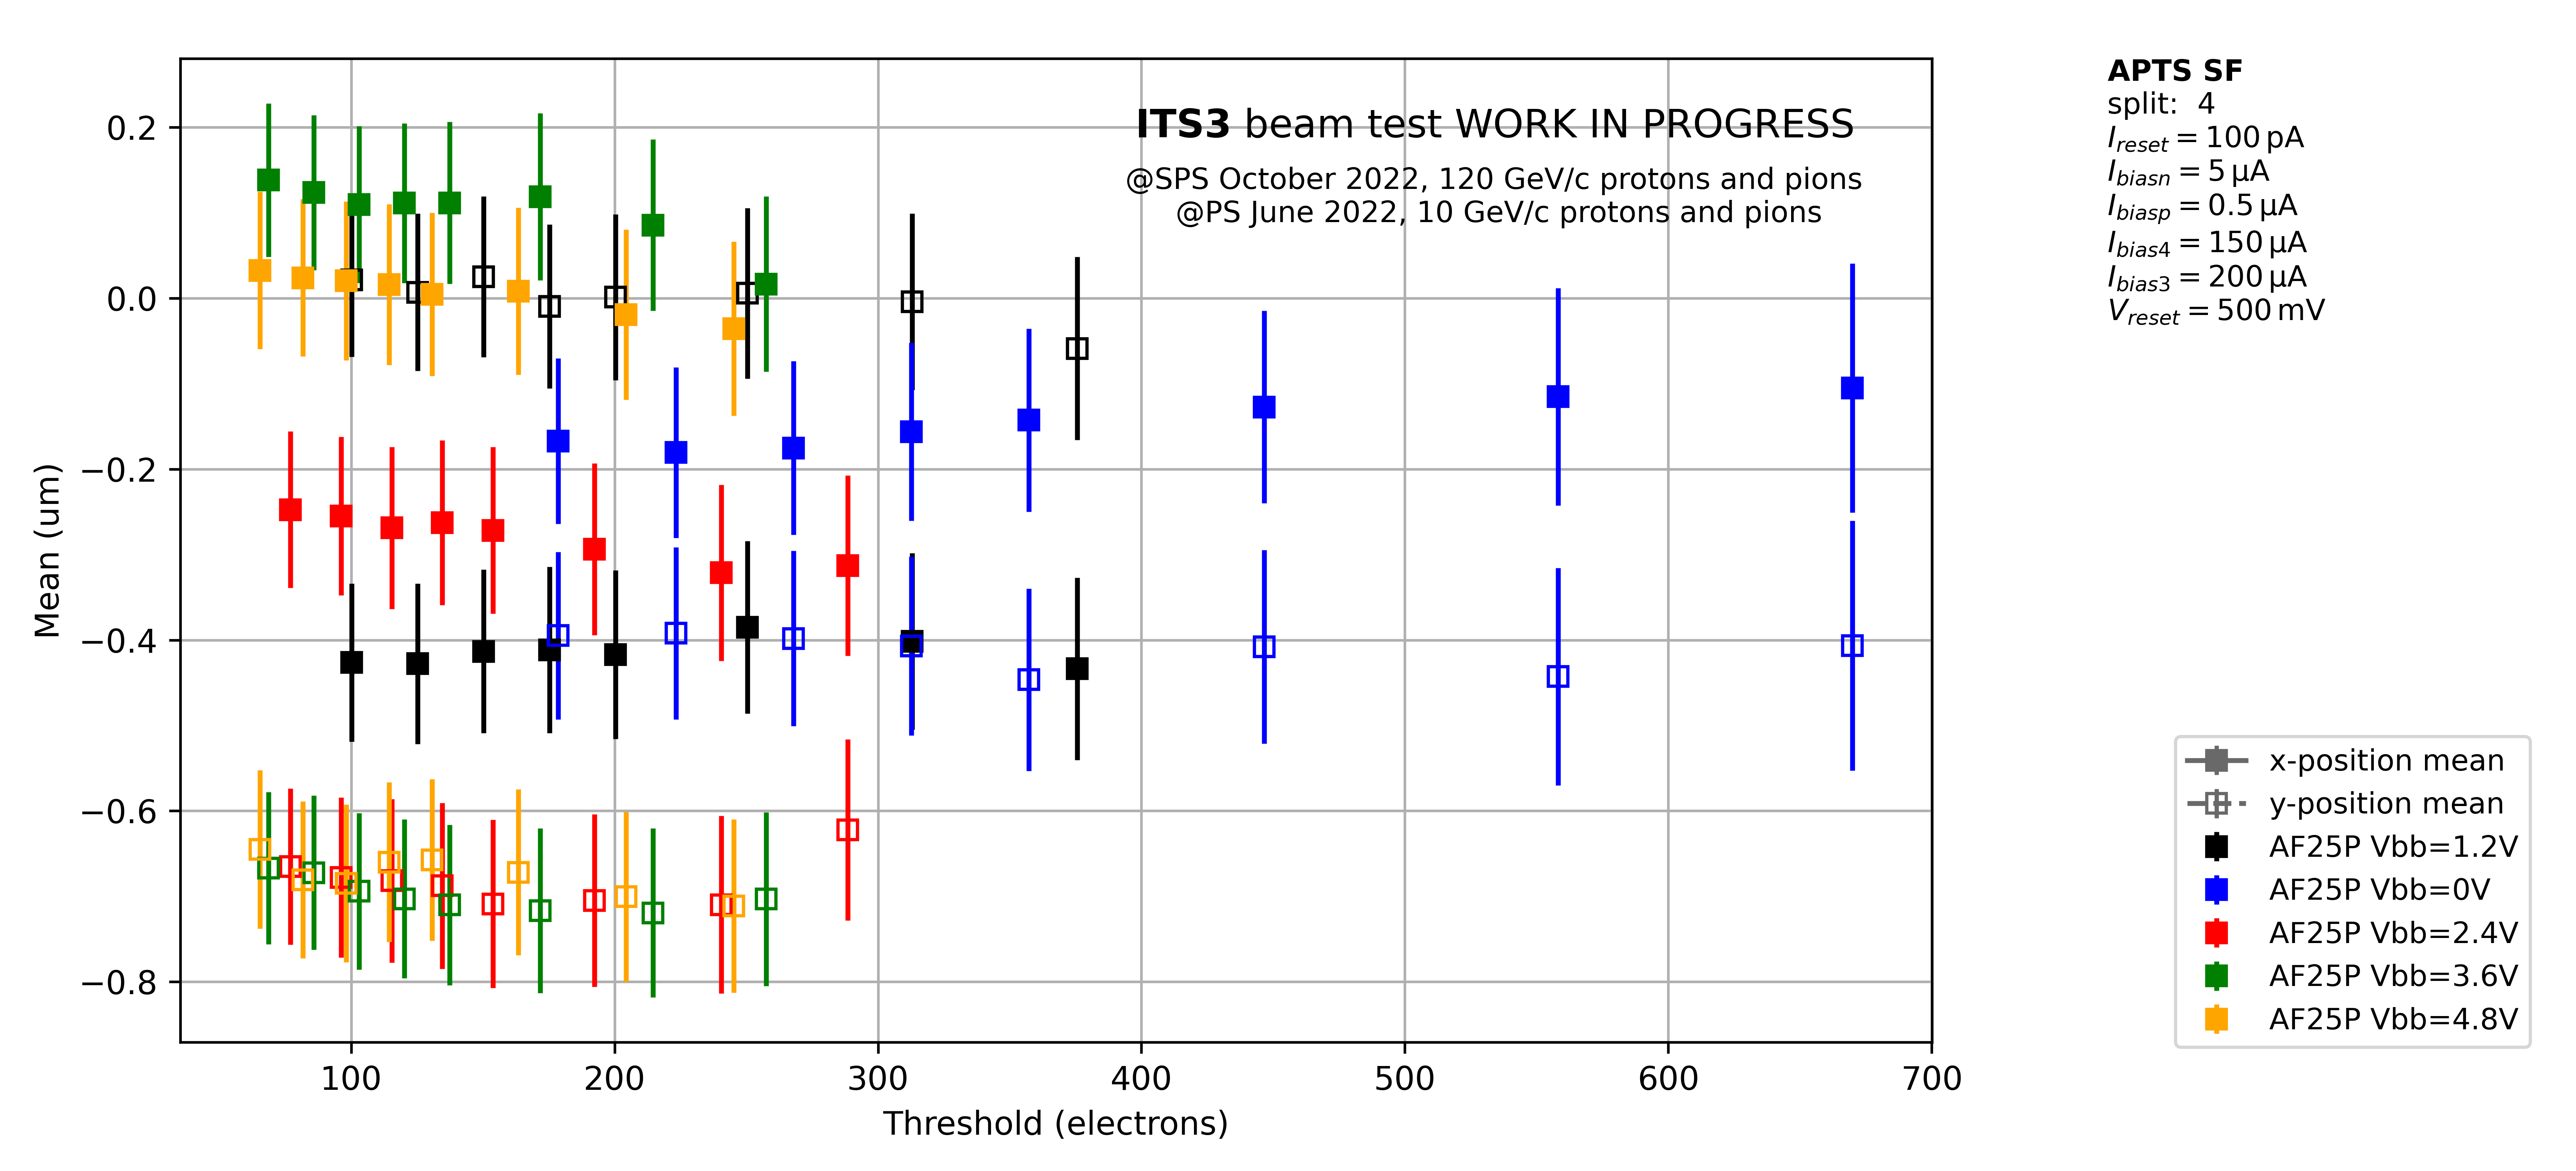 ITS3 beam test WORK IN PROGRESS
@SPS October 2022, 120 GeV/c protons and pions
@PS June 2022, 10 GeV/c protons and pions
APTS SF
split: 4
I_reset = 100 pA
I_biasn = 5 μA
I_biasp = 0.5 μA
I_bias4 = 150 μA
I_bias3 = 200 μA
V_reset = 500 mV
Mean (um)
0.2
0.0
−0.2
−0.4
−0.6
−0.8
100 200 300 400 500 600 700
Threshold (electrons)
x-position mean
y-position mean
AF25P Vbb=1.2V
AF25P Vbb=0V
AF25P Vbb=2.4V
AF25P Vbb=3.6V
AF25P Vbb=4.8V